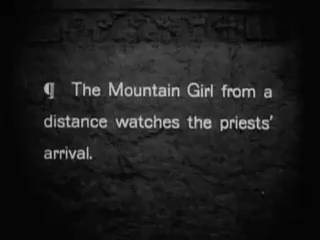 ¶ The Mountain Girl from a
distance watches the priests'
arrival.